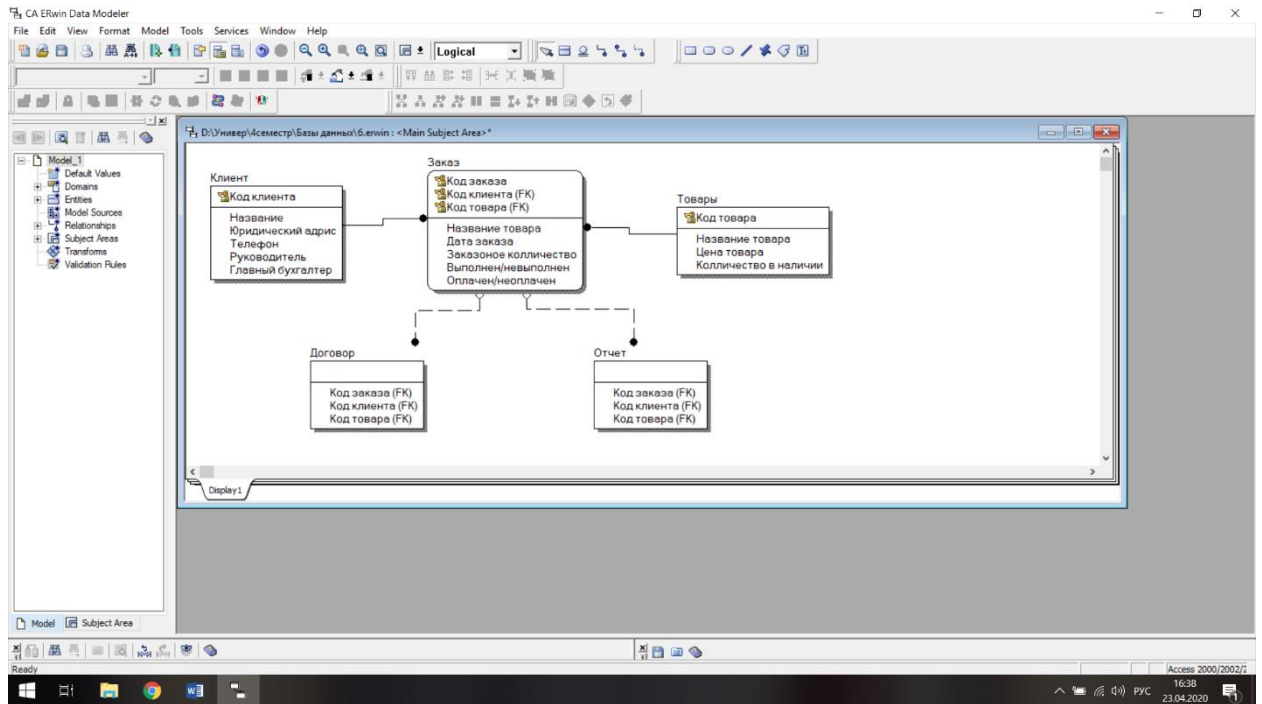 CA ERwin Data Modeler
File Edit View Format Model Tools Services Window Help
Logical
D:\Универ\4семестр\Базы данных\6.erwin : <Main Subject Area>*
Model_1
Default Values
Domains
Entities
Model Sources
Relationships
Subject Areas
Transforms
Validation Rules
Клиент
Код клиента
Название
Юридический адрис
Телефон
Руководитель
Главный бухгалтер
Заказ
Код заказа
Код клиента (FK)
Код товара (FK)
Название товара
Дата заказа
Заказоное колличество
Выполнен/невыполнен
Оплачен/неоплачен
Товары
Код товара
Название товара
Цена товара
Колличество в наличии
Договор
Код заказа (FK)
Код клиента (FK)
Код товара (FK)
Отчет
Код заказа (FK)
Код клиента (FK)
Код товара (FK)
Display1
Model Subject Area
Ready
Access 2000/2002/2
РУС
16:38
23.04.2020